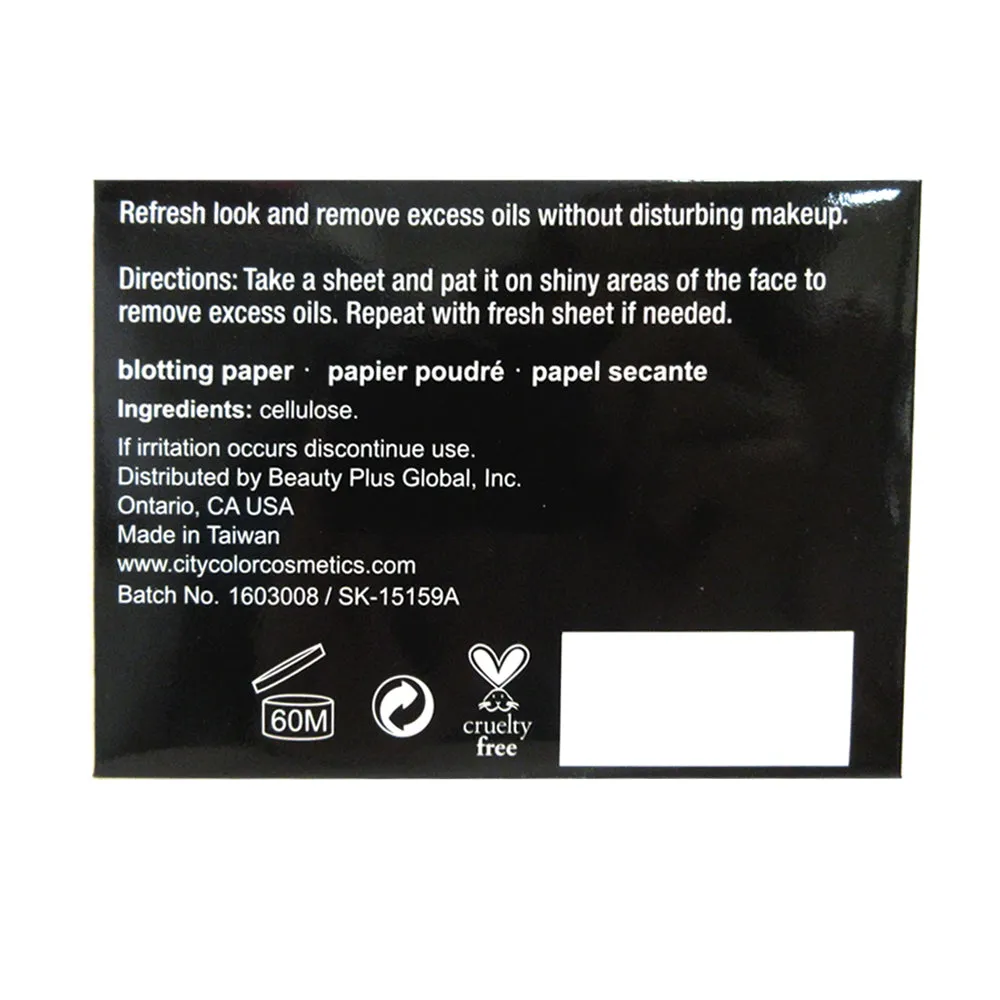 Refresh look and remove excess oils without disturbing makeup.
Directions: Take a sheet and pat it on shiny areas of the face to
remove excess oils. Repeat with fresh sheet if needed.
blotting paper · papier poudré · papel secante
Ingredients: cellulose.
If irritation occurs discontinue use.
Distributed by Beauty Plus Global, Inc.
Ontario, CA USA
Made in Taiwan
www.citycolorcosmetics.com
Batch No. 1603008 / SK-15159A
60M
cruelty
free